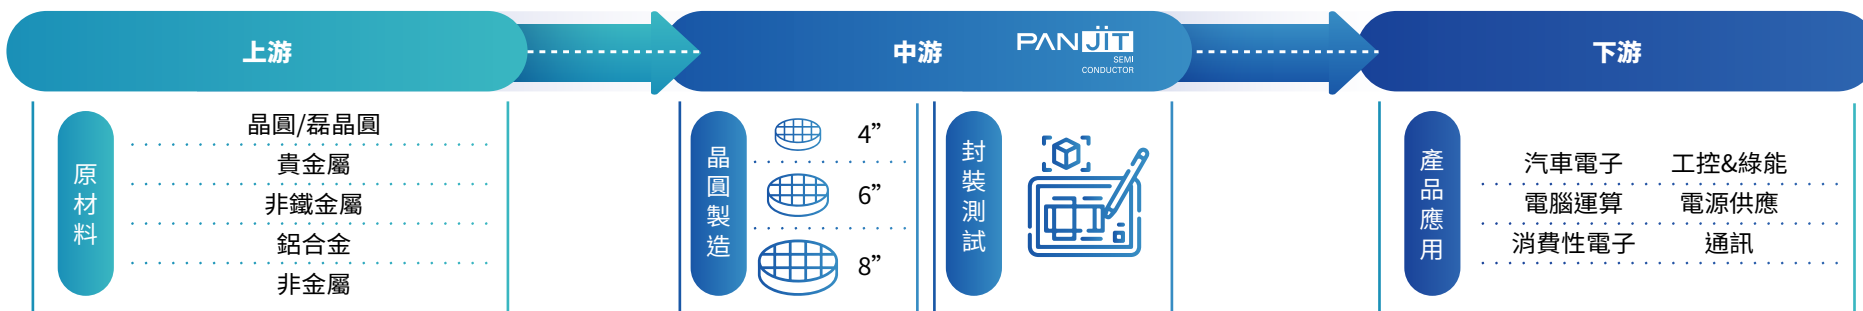 上游
原材料
晶圓/磊晶圓
貴金屬
非鐵金屬
鋁合金
非金屬
中游
PANJIT
SEMI
CONDUCTOR
晶圓製造
4”
6”
8”
封裝測試
下游
產品應用
汽車電子 工控&綠能
電腦運算 電源供應
消費性電子 通訊